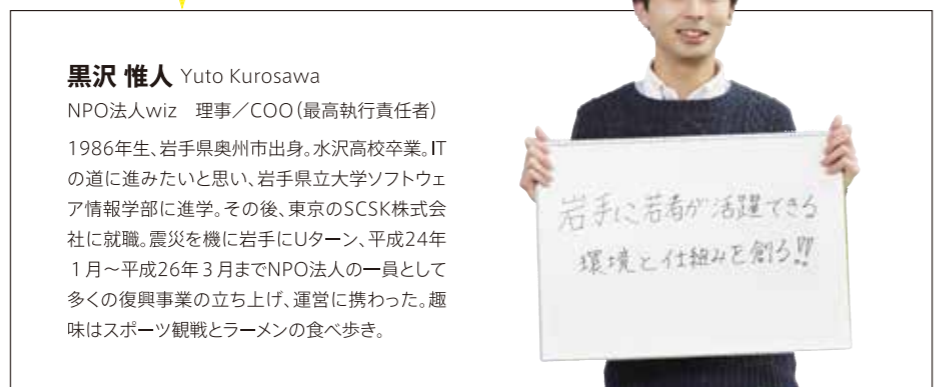 黒沢 惟人 Yuto Kurosawa
NPO法人wiz　理事／COO（最高執行責任者）
1986年生、岩手県奥州市出身。水沢高校卒業。IT
の道に進みたいと思い、岩手県立大学ソフトウェ
ア情報学部に進学。その後、東京のSCSK株式会
社に就職。震災を機に岩手にUターン、平成24年
１月〜平成26年３月までNPO法人の一員として
多くの復興事業の立ち上げ、運営に携わった。趣
味はスポーツ観戦とラーメンの食べ歩き。
岩手に若者が活躍できる
環境と仕組みを創る!!